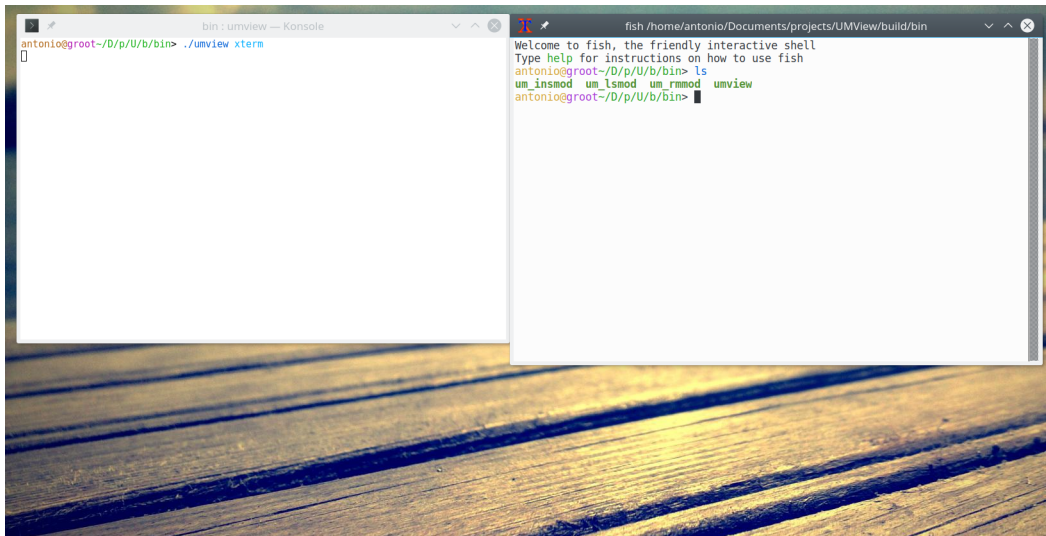 bin : umview — Konsole
antonio@groot~/D/p/U/b/bin> ./umview xterm
fish /home/antonio/Documents/projects/UMView/build/bin
Welcome to fish, the friendly interactive shell
Type help for instructions on how to use fish
antonio@groot~/D/p/U/b/bin> ls
um_insmod  um_lsmod  um_rmmod  umview
antonio@groot~/D/p/U/b/bin>